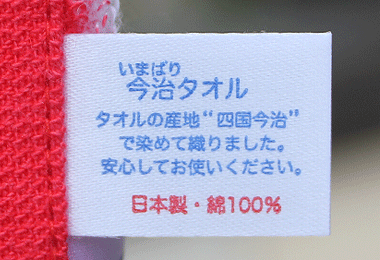 いまばり
今治タオル
タオルの産地“四国今治”
で染めて織りました。
安心してお使いください。
日本製・綿100%